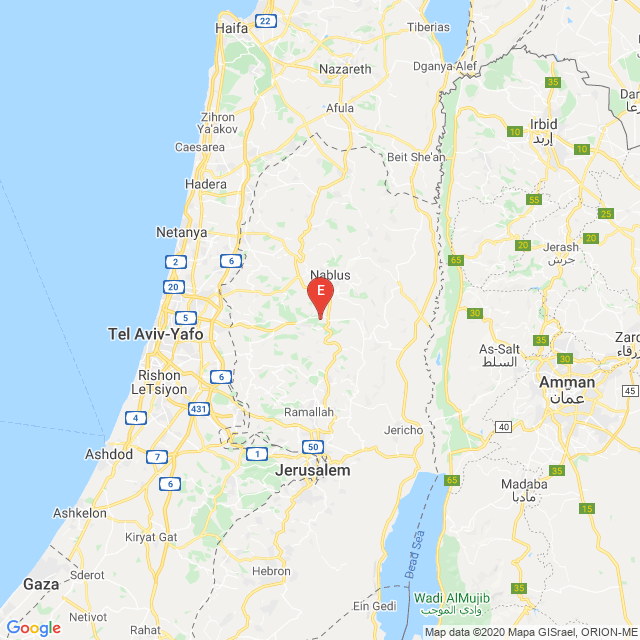 Haifa
22
Tiberias
Dganya Alef
Nazareth
35
Afula
Zihron
Ya'akov
10
Irbid
إربد
10
Caesarea
Beit She'an
Hadera
55
25
Netanya
20
20
Jerash
جرش
2
6
65
20
Nablus
E
5
30
Tel Aviv-Yafo
35
As-Salt
السلط
30
Rishon
LeTsiyon
6
Amman
عمان
35
45
431
4
Ramallah
Jericho
40
40
50
Ashdod
7
1
Jerusalem
6
65
Madaba
مأدبا
Ashkelon
15
Kiryat Gat
Dead Sea
Gaza
Sderot
Hebron
35
Netivot
Ein Gedi
Wadi AlMujib
وادي الموجب
Google
Rahat
Arad
Map data ©2020 Mapa GISrael, ORION-ME